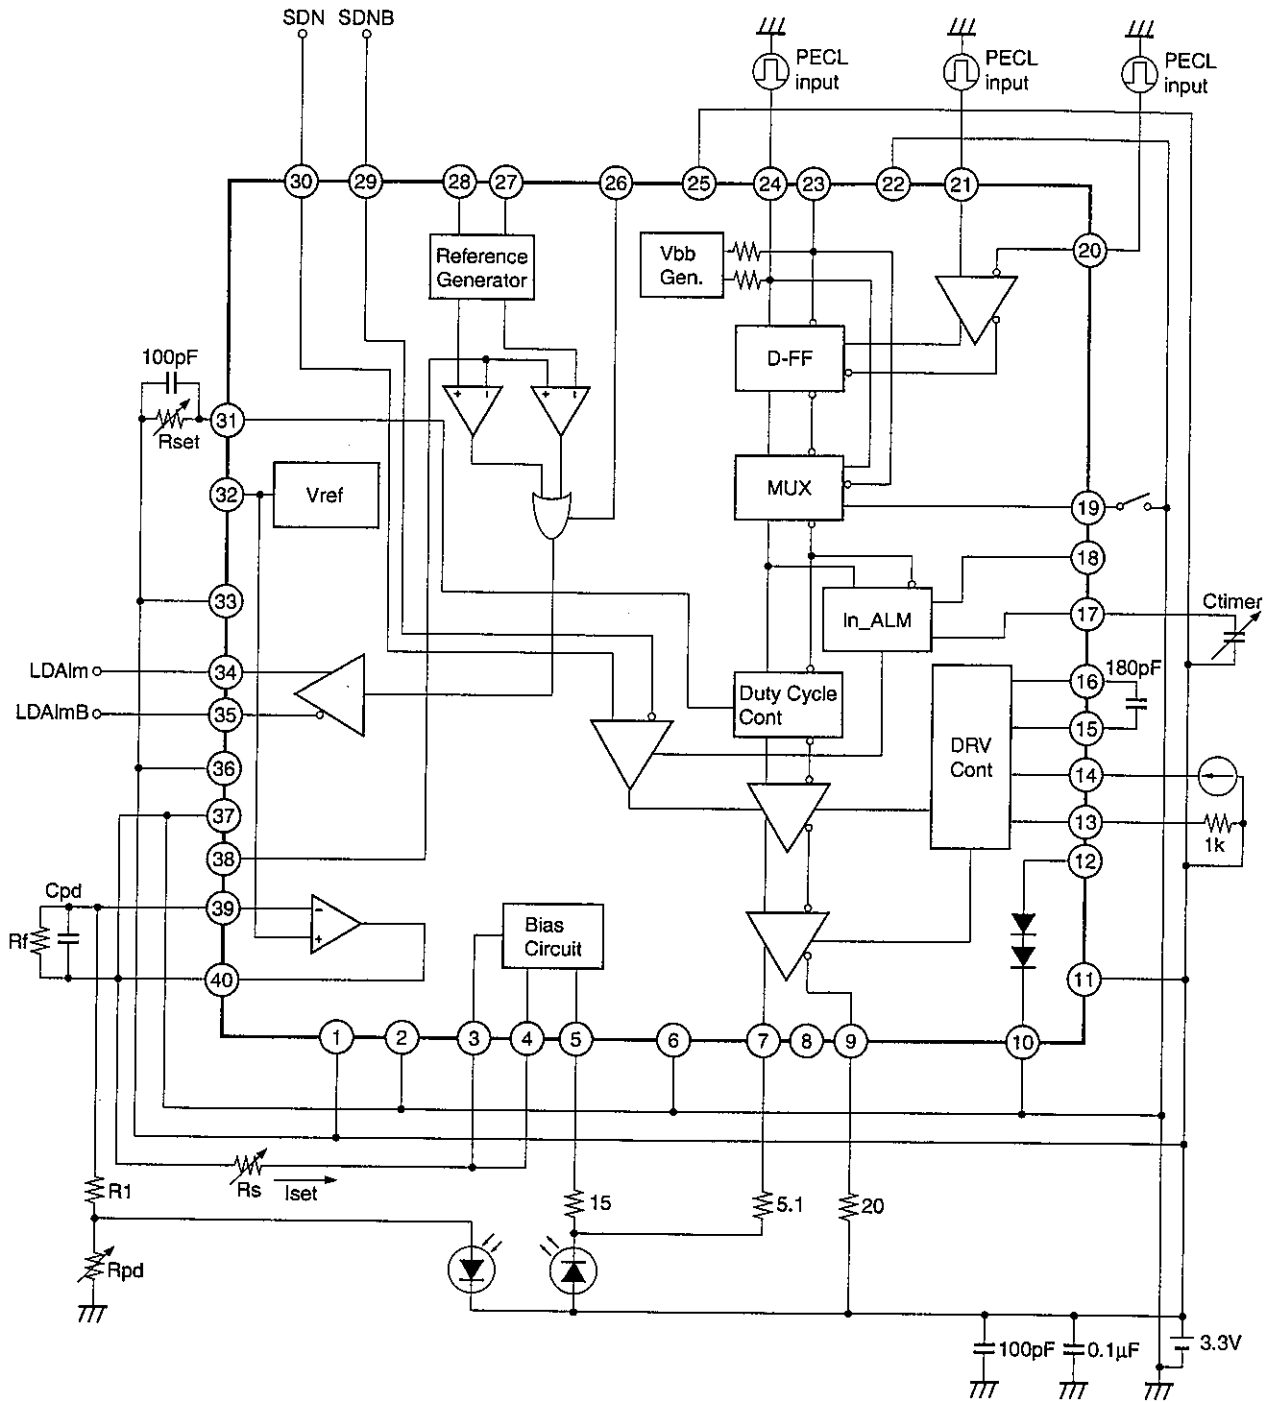 SDN SDNB
PECL
input
PECL
input
PECL
input
30
29
28
27
26
25
24
23
22
21
20
Reference
Generator
Vbb
Gen.
D-FF
100pF
Rset
31
+ -
+ -
32
Vref
MUX
19
18
33
In_ALM
17
Ctimer
LDAlm
34
LDAlmB
35
Duty Cycle
Cont
16
180pF
15
DRV
Cont
36
14
37
13
1k
38
12
Cpd
39
Rf
-
+
Bias
Circuit
40
11
1
2
3
4
5
6
7
8
9
10
R1
Rs
Iset
15
5.1
20
Rpd
100pF
0.1µF
3.3V